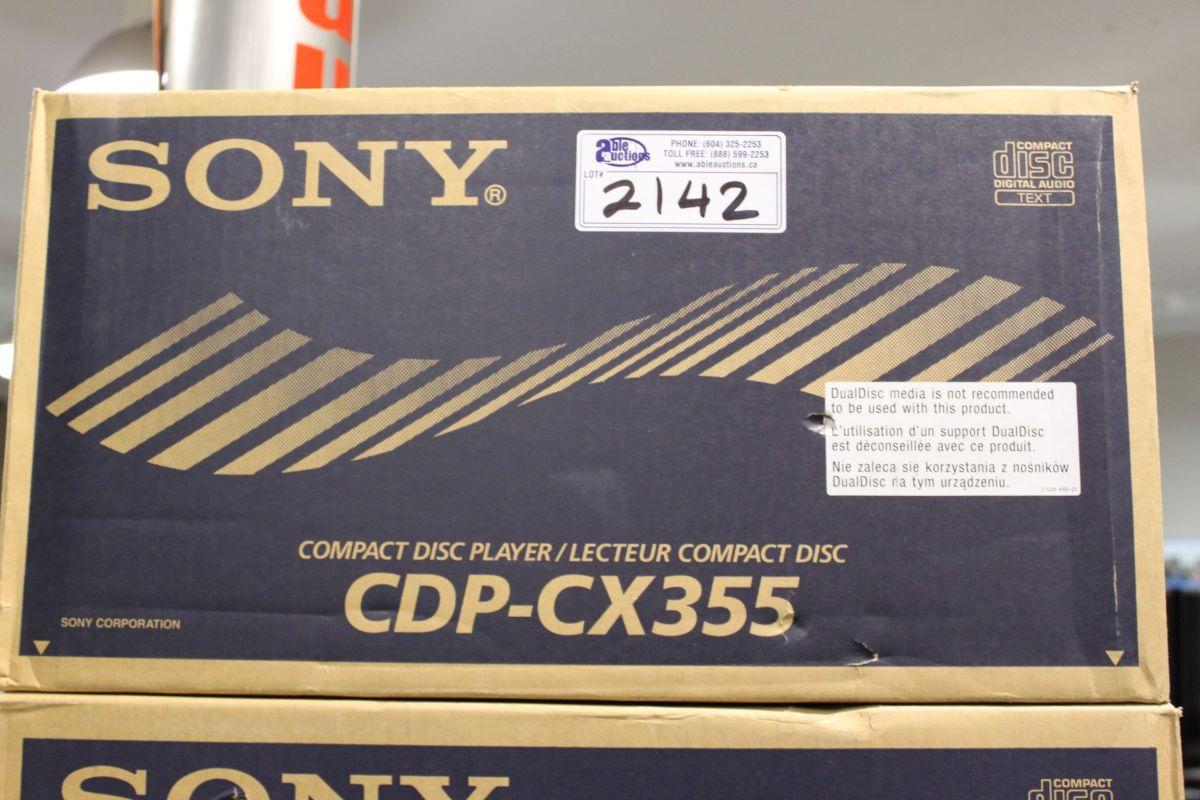 SONY®
able auctions
PHONE: (604) 325-2253
TOLL FREE: (888) 599-2253
www.ableauctions.ca
LOT#
2142
COMPACT
disc
DIGITAL AUDIO
TEXT
DualDisc media is not recommended
to be used with this product.
L'utilisation d'un support DualDisc
est déconseillée avec ce produit.
Nie zaleca się korzystania z nośników
DualDisc na tym urządzeniu.
COMPACT DISC PLAYER / LECTEUR COMPACT DISC
CDP-CX355
SONY CORPORATION
SONY
COMPACT
disc